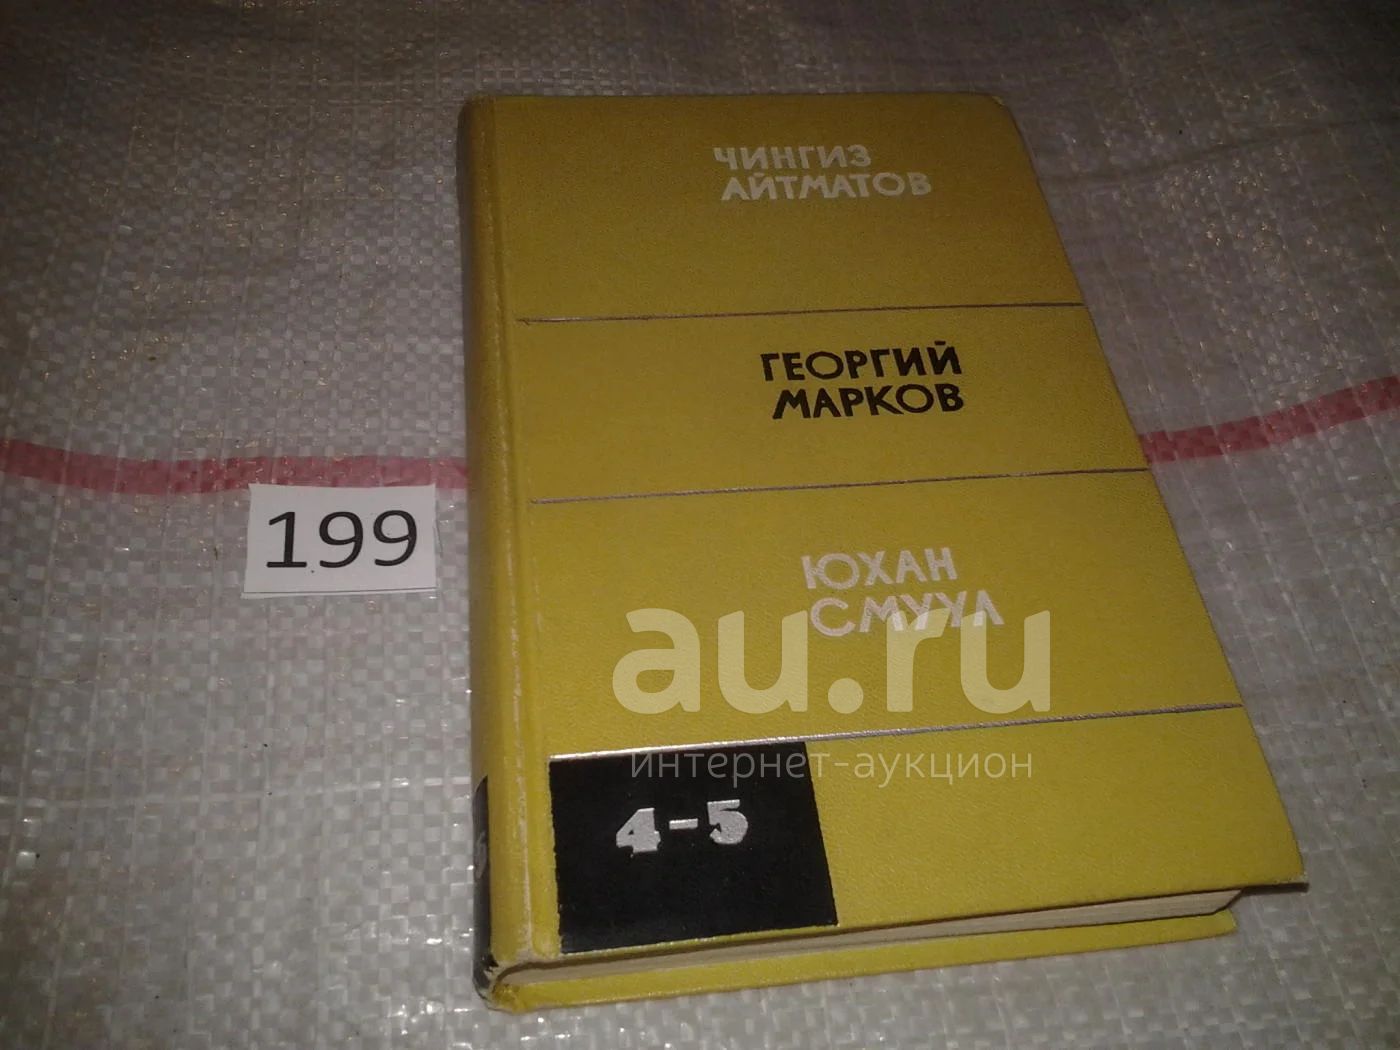 ЧИНГИЗ
АЙТМАТОВ
ГЕОРГИЙ
МАРКОВ
ЮХАН
СМУУЛ
199
au.ru
интернет-аукцион
4-5